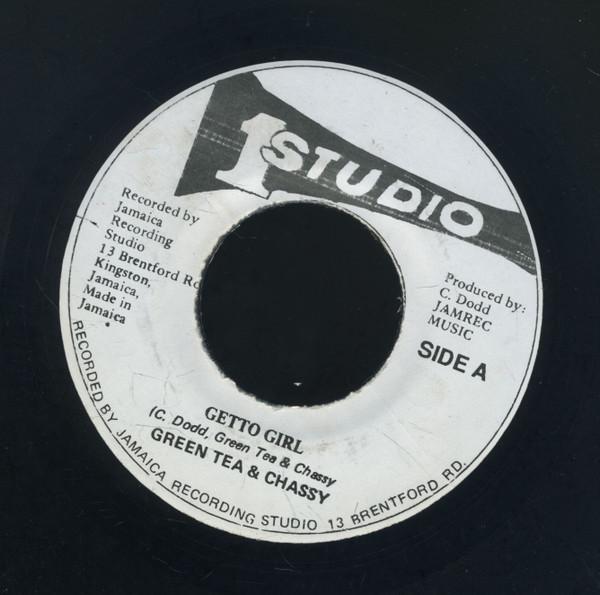 1 STUDIO
Recorded by
Jamaica
Recording
Studio
13 Brentford Rd
Kingston,
Jamaica,
Made in
Jamaica
Produced by:
C. Dodd
JAMREC
MUSIC
SIDE A
GETTO GIRL
(C. Dodd, Green Tea & Chassy
GREEN TEA & CHASSY
RECORDED BY JAMAICA RECORDING STUDIO 13 BRENTFORD RD.